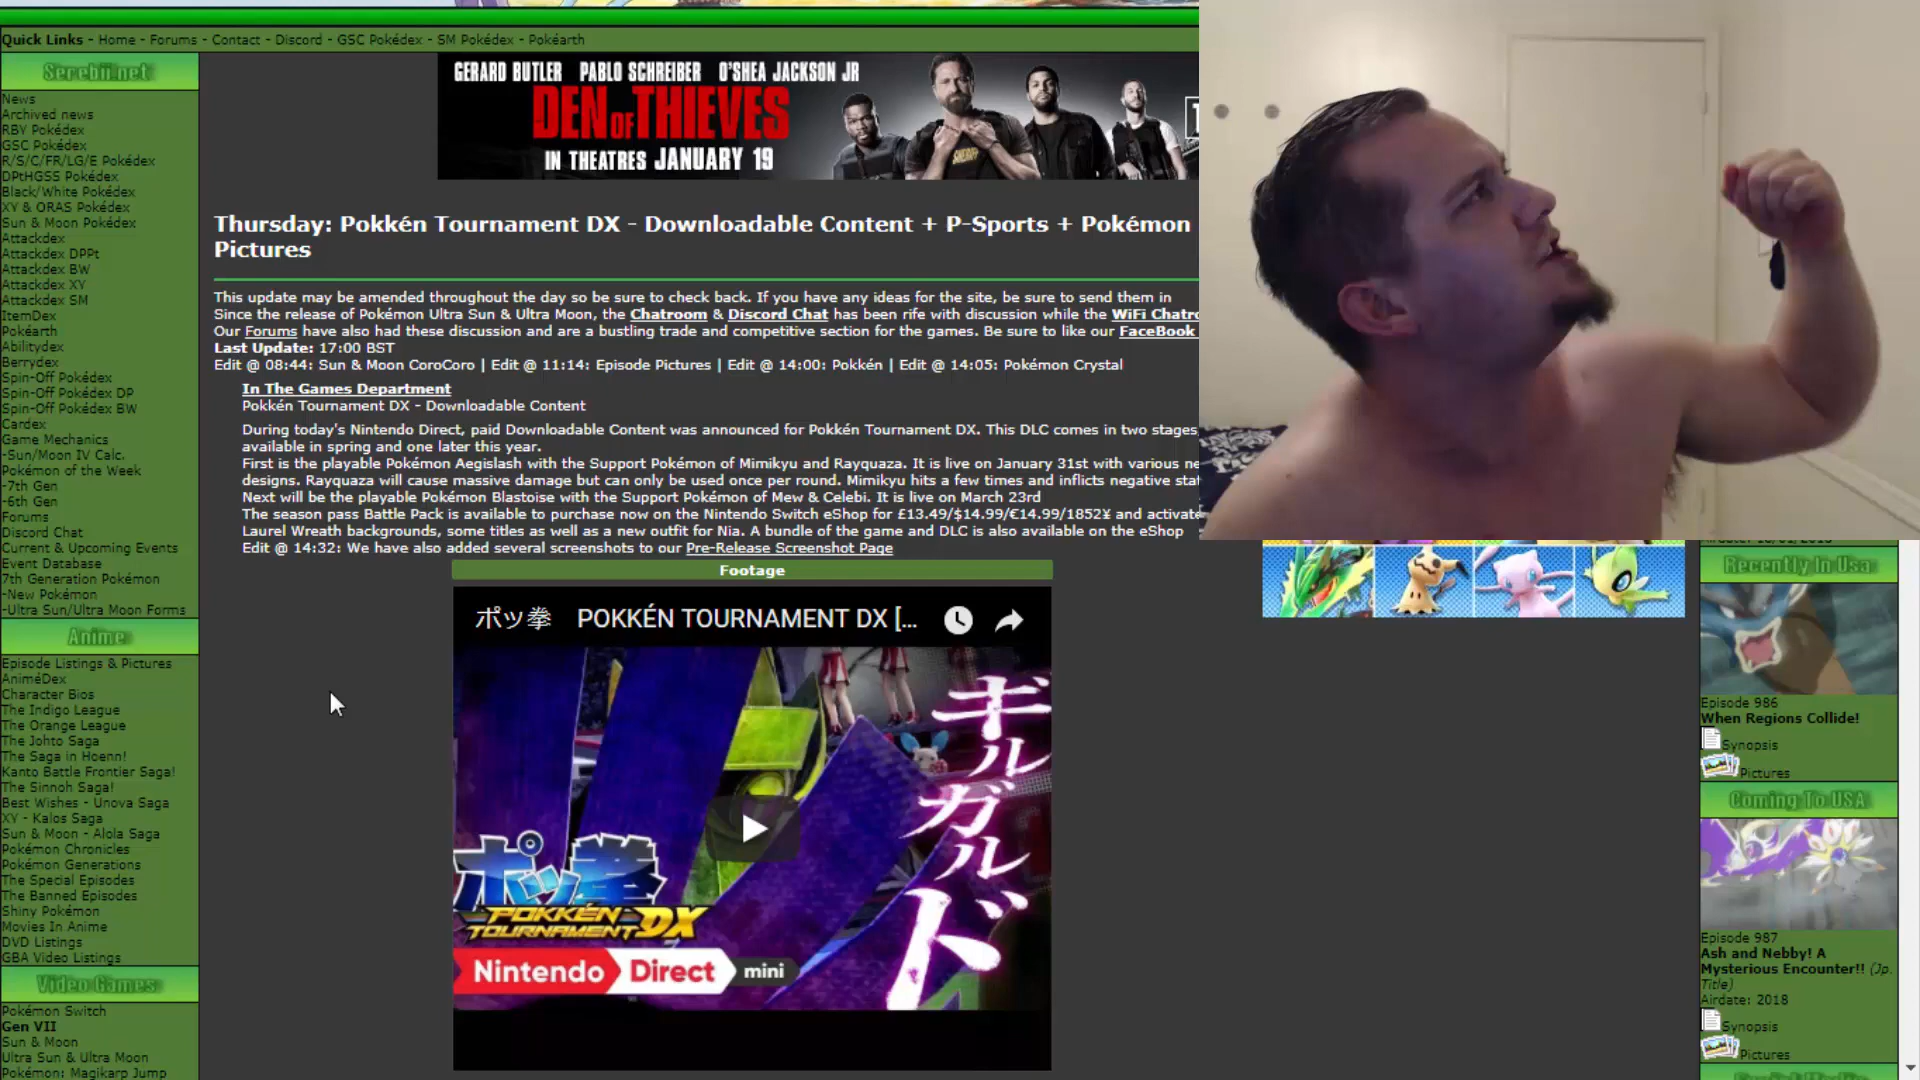 Quick Links - Home - Forums - Contact - Discord - GSC Pokédex - SM Pokédex - Pokéarth
Serebii.net
News
Archived news
RBY Pokédex
GSC Pokédex
R/S/C/FR/LG/E Pokédex
DPtHGSS Pokédex
Black/White Pokédex
XY & ORAS Pokédex
Sun & Moon Pokédex
Attackdex
Attackdex DPPt
Attackdex BW
Attackdex XY
Attackdex SM
ItemDex
Pokéarth
Abilitydex
Berrydex
Spin-Off Pokédex
Spin-Off Pokédex DP
Spin-Off Pokédex BW
Cardex
Game Mechanics
-Sun/Moon IV Calc.
Pokémon of the Week
-7th Gen
-6th Gen
Forums
Discord Chat
Current & Upcoming Events
Event Database
7th Generation Pokémon
-New Pokémon
-Ultra Sun/Ultra Moon Forms
Anime
Episode Listings & Pictures
AniméDex
Character Bios
The Indigo League
The Orange League
The Johto Saga
The Saga in Hoenn!
Kanto Battle Frontier Saga!
The Sinnoh Saga!
Best Wishes - Unova Saga
XY - Kalos Saga
Sun & Moon - Alola Saga
Pokémon Chronicles
Pokémon Generations
The Special Episodes
The Banned Episodes
Shiny Pokémon
Movies In Anime
DVD Listings
GBA Video Listings
Video Games
Pokémon Switch
Gen VII
Sun & Moon
Ultra Sun & Ultra Moon
Pokémon: Magikarp Jump
GERARD BUTLER PABLO SCHREIBER O'SHEA JACKSON JR
DEN OF THIEVES
IN THEATRES JANUARY 19
SHERIFF
Thursday: Pokkén Tournament DX - Downloadable Content + P-Sports + Pokémon
Pictures
This update may be amended throughout the day so be sure to check back. If you have any ideas for the site, be sure to send them in
Since the release of Pokémon Ultra Sun & Ultra Moon, the Chatroom & Discord Chat has been rife with discussion while the WiFi Chatro
Our Forums have also had these discussion and are a bustling trade and competitive section for the games. Be sure to like our FaceBook
Last Update: 17:00 BST
Edit @ 08:44: Sun & Moon CoroCoro | Edit @ 11:14: Episode Pictures | Edit @ 14:00: Pokkén | Edit @ 14:05: Pokémon Crystal
In The Games Department
Pokkén Tournament DX - Downloadable Content
During today's Nintendo Direct, paid Downloadable Content was announced for Pokkén Tournament DX. This DLC comes in two stages,
available in spring and one later this year.
First is the playable Pokémon Aegislash with the Support Pokémon of Mimikyu and Rayquaza. It is live on January 31st with various ne
designs. Rayquaza will cause massive damage but can only be used once per round. Mimikyu hits a few times and inflicts negative stat
Next will be the playable Pokémon Blastoise with the Support Pokémon of Mew & Celebi. It is live on March 23rd
The season pass Battle Pack is available to purchase now on the Nintendo Switch eShop for £13.49/$14.99/€14.99/1852¥ and activate
Laurel Wreath backgrounds, some titles as well as a new outfit for Nia. A bundle of the game and DLC is also available on the eShop
Edit @ 14:32: We have also added several screenshots to our Pre-Release Screenshot Page
Footage
ポッ拳 POKKÉN TOURNAMENT DX [...
ギルガルド
ポッ拳
POKKÉN
TOURNAMENT DX
Nintendo Direct mini
Recently In Usa
Episode 986
When Regions Collide!
Synopsis
Pictures
Coming To USA
Episode 987
Ash and Nebby! A
Mysterious Encounter!! (Jp.
Title)
Airdate: 2018
Synopsis
Pictures